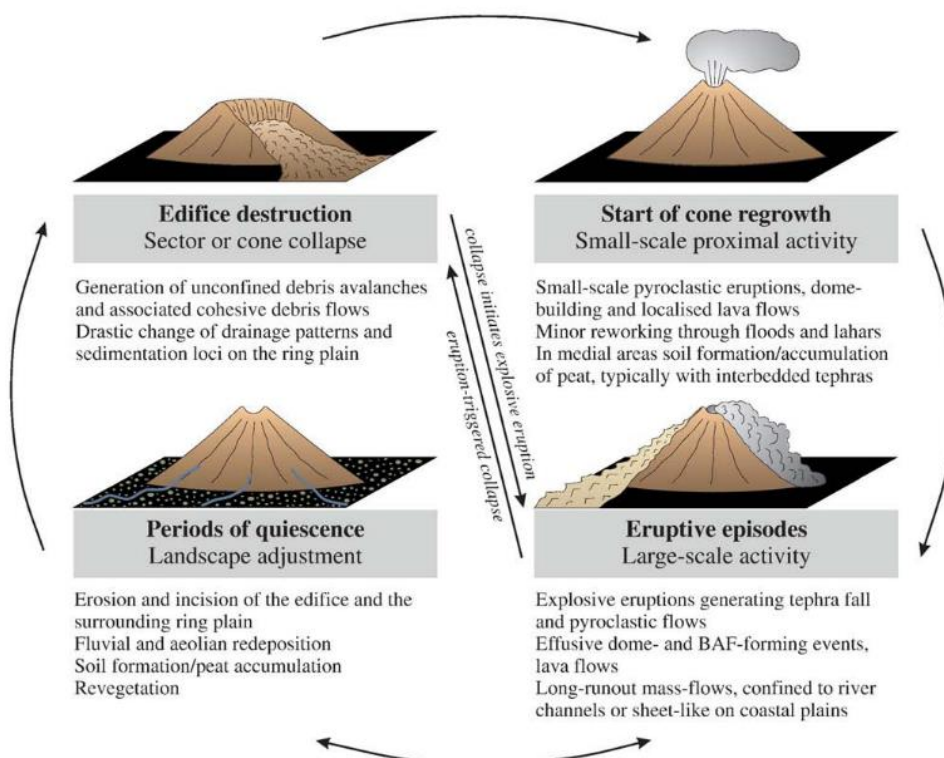 Edifice destruction
Sector or cone collapse
Generation of unconfined debris avalanches
and associated cohesive debris flows
Drastic change of drainage patterns and
sedimentation loci on the ring plain
Start of cone regrowth
Small-scale proximal activity
Small-scale pyroclastic eruptions, dome-
building and localised lava flows
Minor reworking through floods and lahars
In medial areas soil formation/accumulation
of peat, typically with interbedded tephras
collapse initiates explosive eruption
eruption-triggered collapse
Periods of quiescence
Landscape adjustment
Erosion and incision of the edifice and the
surrounding ring plain
Fluvial and aeolian redeposition
Soil formation/peat accumulation
Revegetation
Eruptive episodes
Large-scale activity
Explosive eruptions generating tephra fall
and pyroclastic flows
Effusive dome- and BAF-forming events,
lava flows
Long-runout mass-flows, confined to river
channels or sheet-like on coastal plains